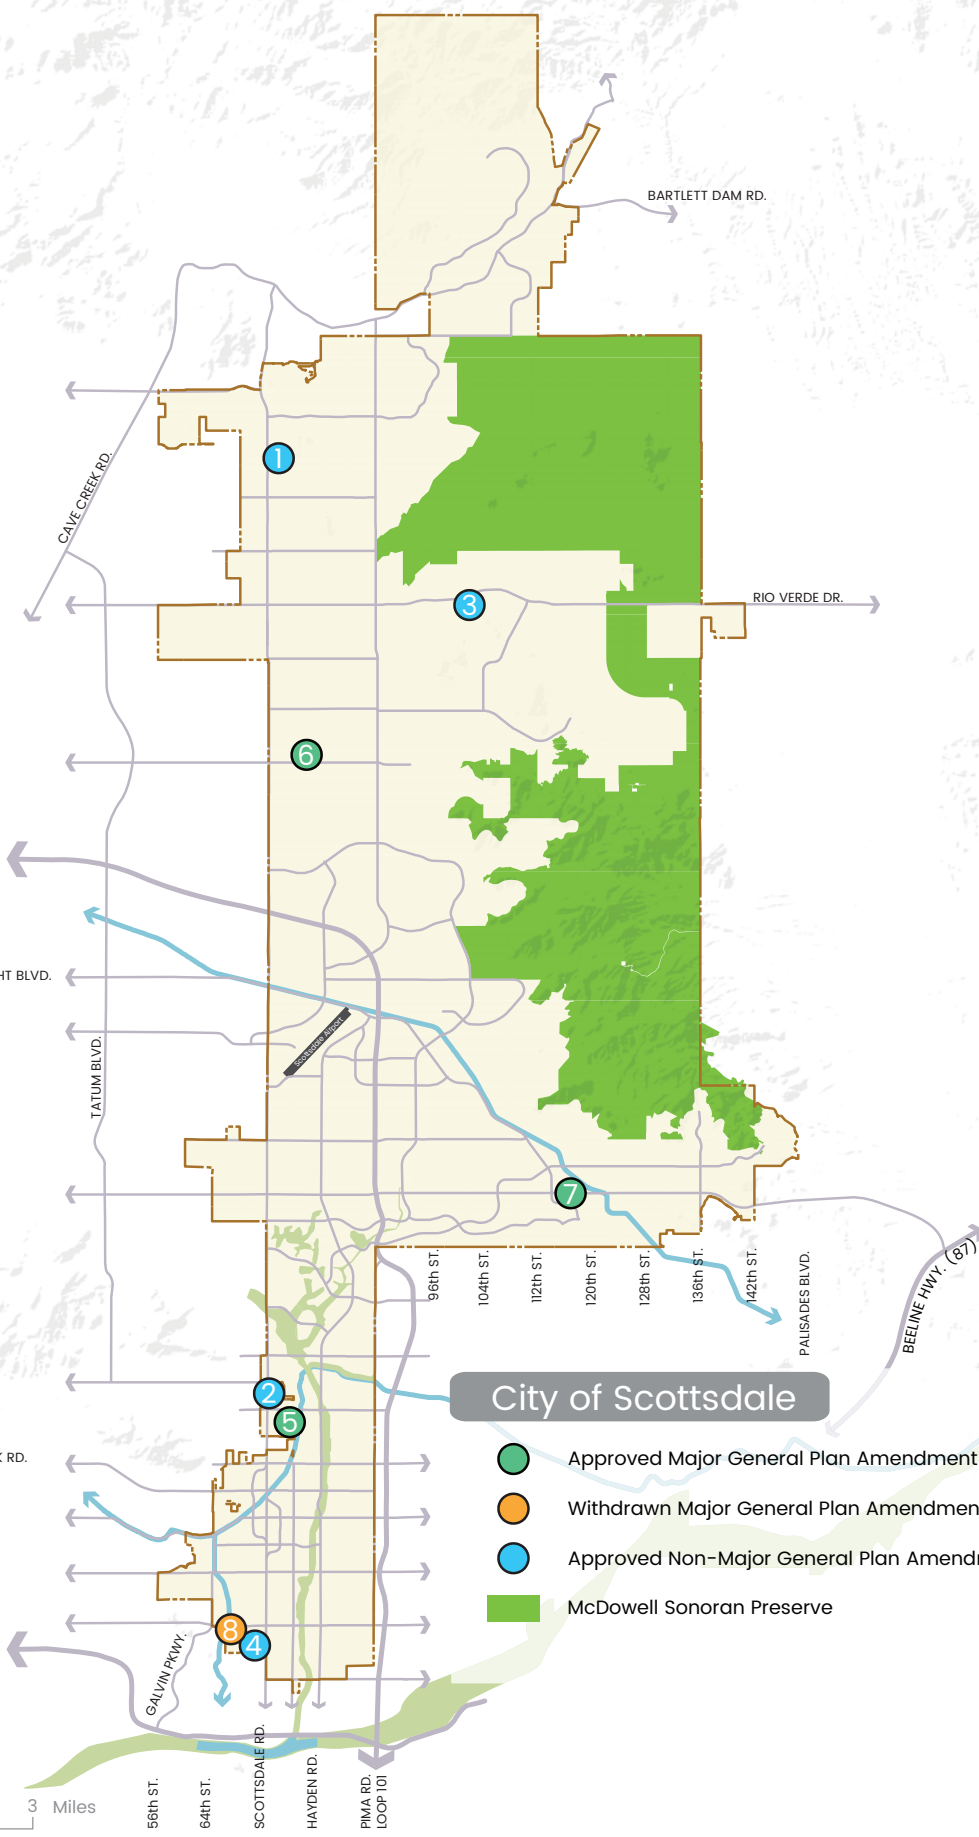 BARTLETT DAM RD.
CAVE CREEK RD.
1
RIO VERDE DR.
3
6
HT BLVD.
Scottsdale Airport
TATUM BLVD.
7
96th ST.
104th ST.
112th ST.
120th ST.
128th ST.
136th ST.
142th ST.
PALISADES BLVD.
BEELINE HWY. (87)
2
5
City of Scottsdale
Approved Major General Plan Amendment
K RD.
Withdrawn Major General Plan Amendmen
Approved Non-Major General Plan Amend
McDowell Sonoran Preserve
8
4
GALVIN PKWY.
56th ST.
64th ST.
SCOTTSDALE RD.
HAYDEN RD.
PIMA RD.
LOOP 101
3 Miles